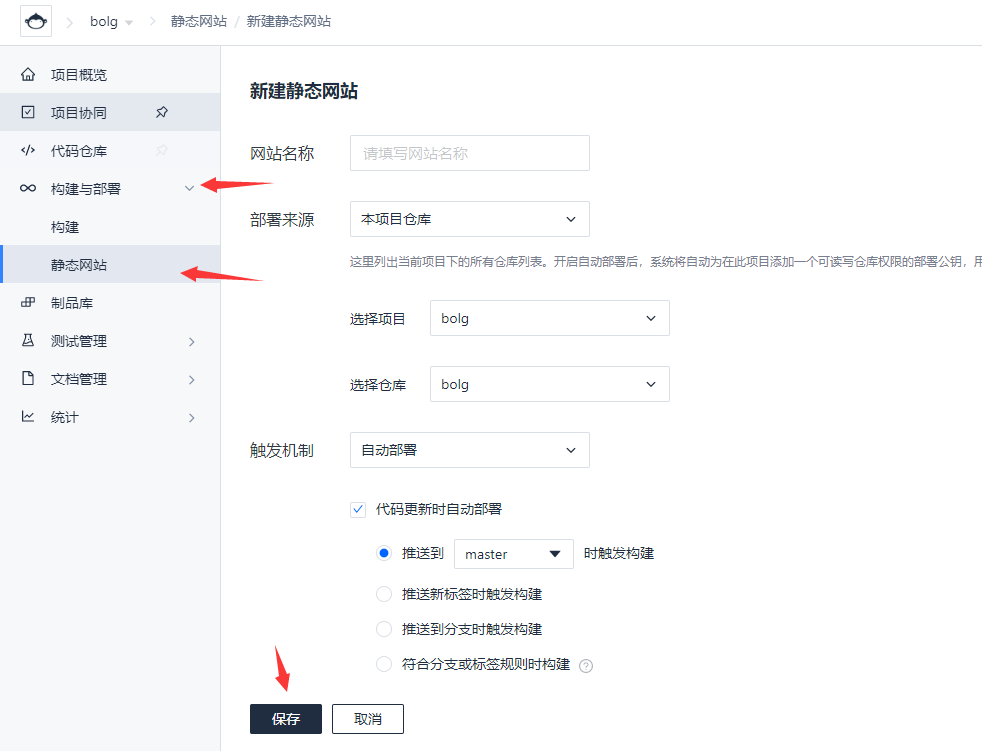 bolg
静态网站 / 新建静态网站
项目概览
项目协同
代码仓库
构建与部署
构建
静态网站
制品库
测试管理
文档管理
统计
新建静态网站
网站名称 请填写网站名称
部署来源 本项目仓库
这里列出当前项目下的所有仓库列表。开启自动部署后，系统将自动为在此项目添加一个可读写仓库权限的部署公钥，用
选择项目 bolg
选择仓库 bolg
触发机制 自动部署
代码更新时自动部署
推送到 master 时触发构建
推送新标签时触发构建
推送到分支时触发构建
符合分支或标签规则时构建 ?
保存 取消